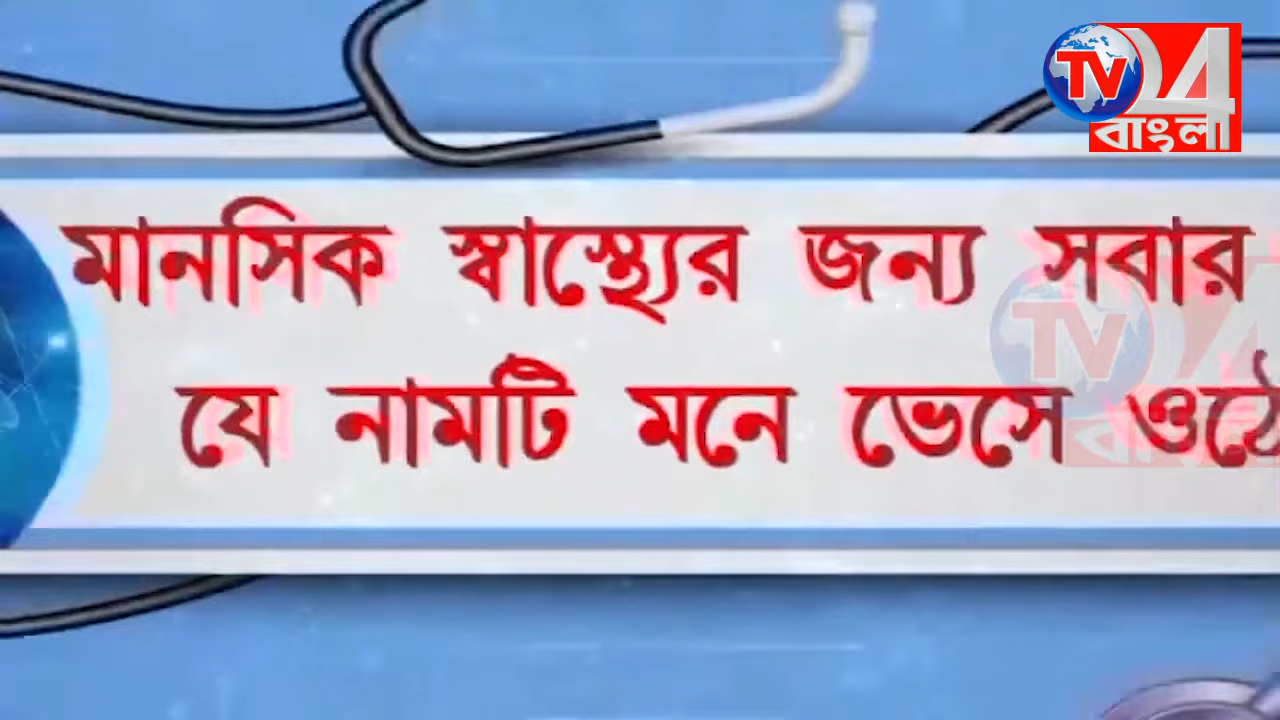 TV 24
বাংলা
মানসিক স্বাস্থ্যের জন্য সবার
যে নামটি মনে ভেসে ওঠে